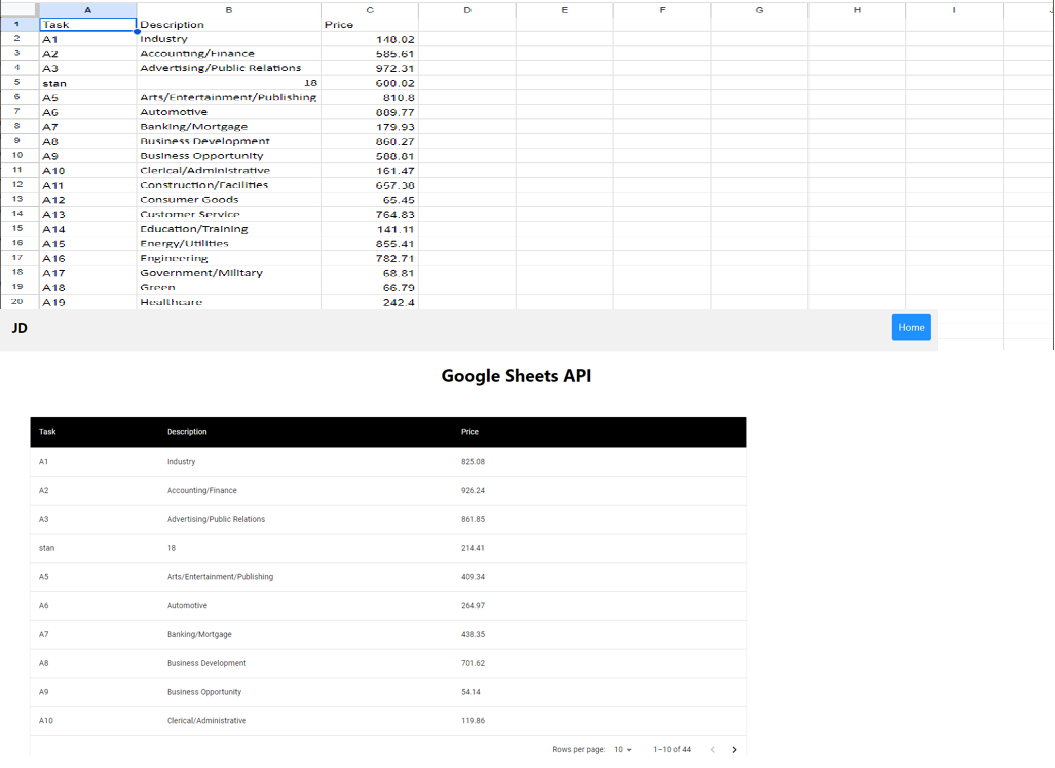 A B C D E F G H I J
1 Task Description Price
2 A1 Industry 148.02
3 A2 Accounting/Finance 585.61
4 A3 Advertising/Public Relations 972.31
5 stan 18 600.02
6 A5 Arts/Entertainment/Publishing 810.8
7 A6 Automotive 889.77
8 A7 Banking/Mortgage 179.93
9 A8 Business Development 860.27
10 A9 Business Opportunity 588.81
11 A10 Clerical/Administrative 161.47
12 A11 Construction/Facilities 657.38
13 A12 Consumer Goods 65.45
14 A13 Customer Service 764.83
15 A14 Education/Training 141.11
16 A15 Energy/Utilities 855.41
17 A16 Engineering 782.71
18 A17 Government/Military 68.81
19 A18 Green 66.79
20 A19 Healthcare 242.4
JD Home
Google Sheets API
Task Description Price
A1 Industry 825.08
A2 Accounting/Finance 926.24
A3 Advertising/Public Relations 861.85
stan 18 214.41
A5 Arts/Entertainment/Publishing 409.34
A6 Automotive 264.97
A7 Banking/Mortgage 438.35
A8 Business Development 701.62
A9 Business Opportunity 54.14
A10 Clerical/Administrative 119.86
Rows per page: 10 1–10 of 44